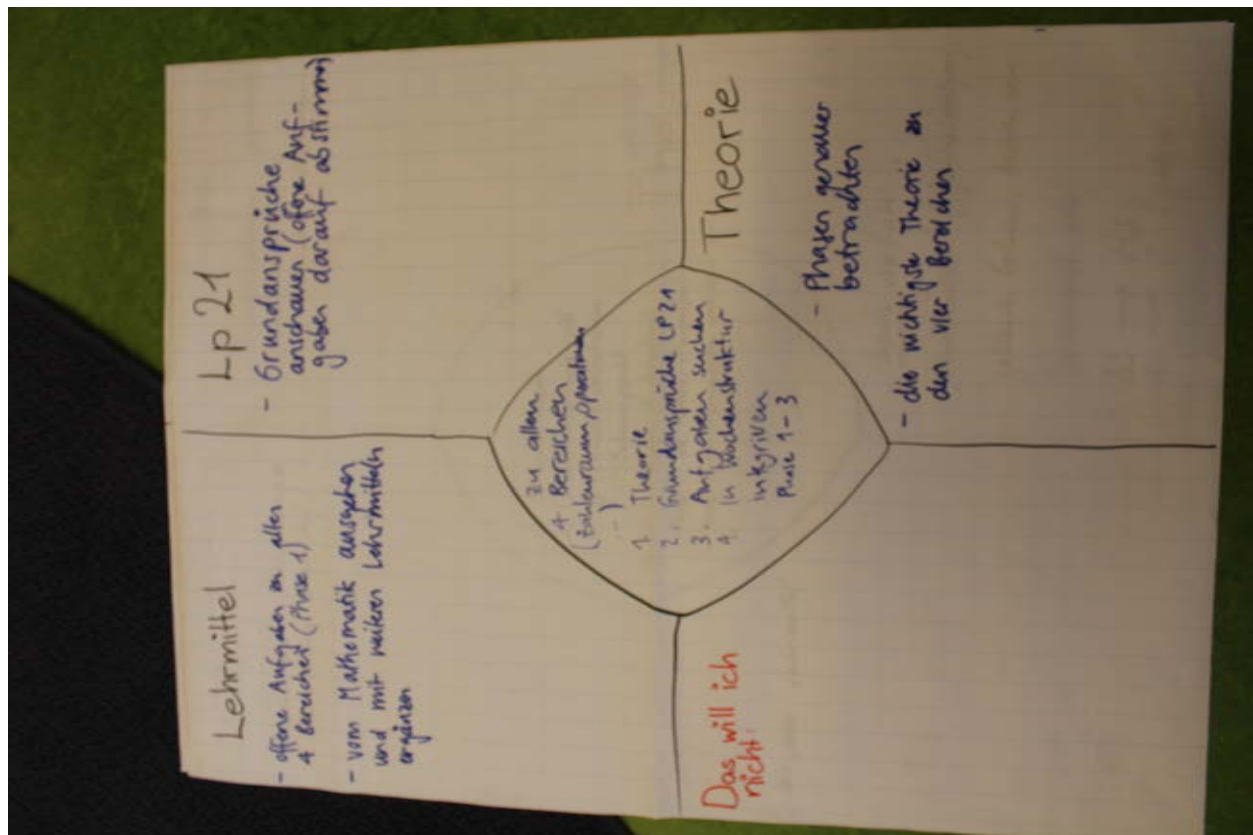 Lehrmittel
- offene Aufgaben zu allen
4 Bereichen (Phase 1)
- vom Mathematik ausgehen
und mit weiteren Lehrmitteln
ergänzen
Lp 21
- Grundansprüche
anschauen (offene Auf-
gaben darauf abstimmen)
zu allen
4 Bereichen
(Zahlenraum, Operationen
...)
1. Theorie
2. Grundansprüche LP21
3. Aufgaben suchen
4. In Wochenstruktur
integrieren
Phase 1-3
Das will ich
nicht!
Theorie
- Phasen genauer
betrachten
- die wichtigste Theorie zu
den vier Bereichen